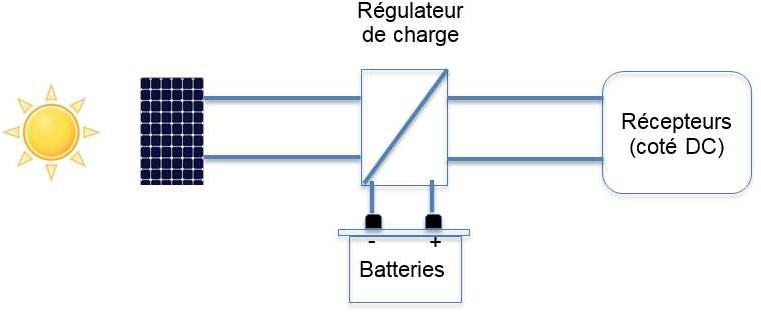 Régulateur
de charge
Récepteurs
(coté DC)
- +
Batteries